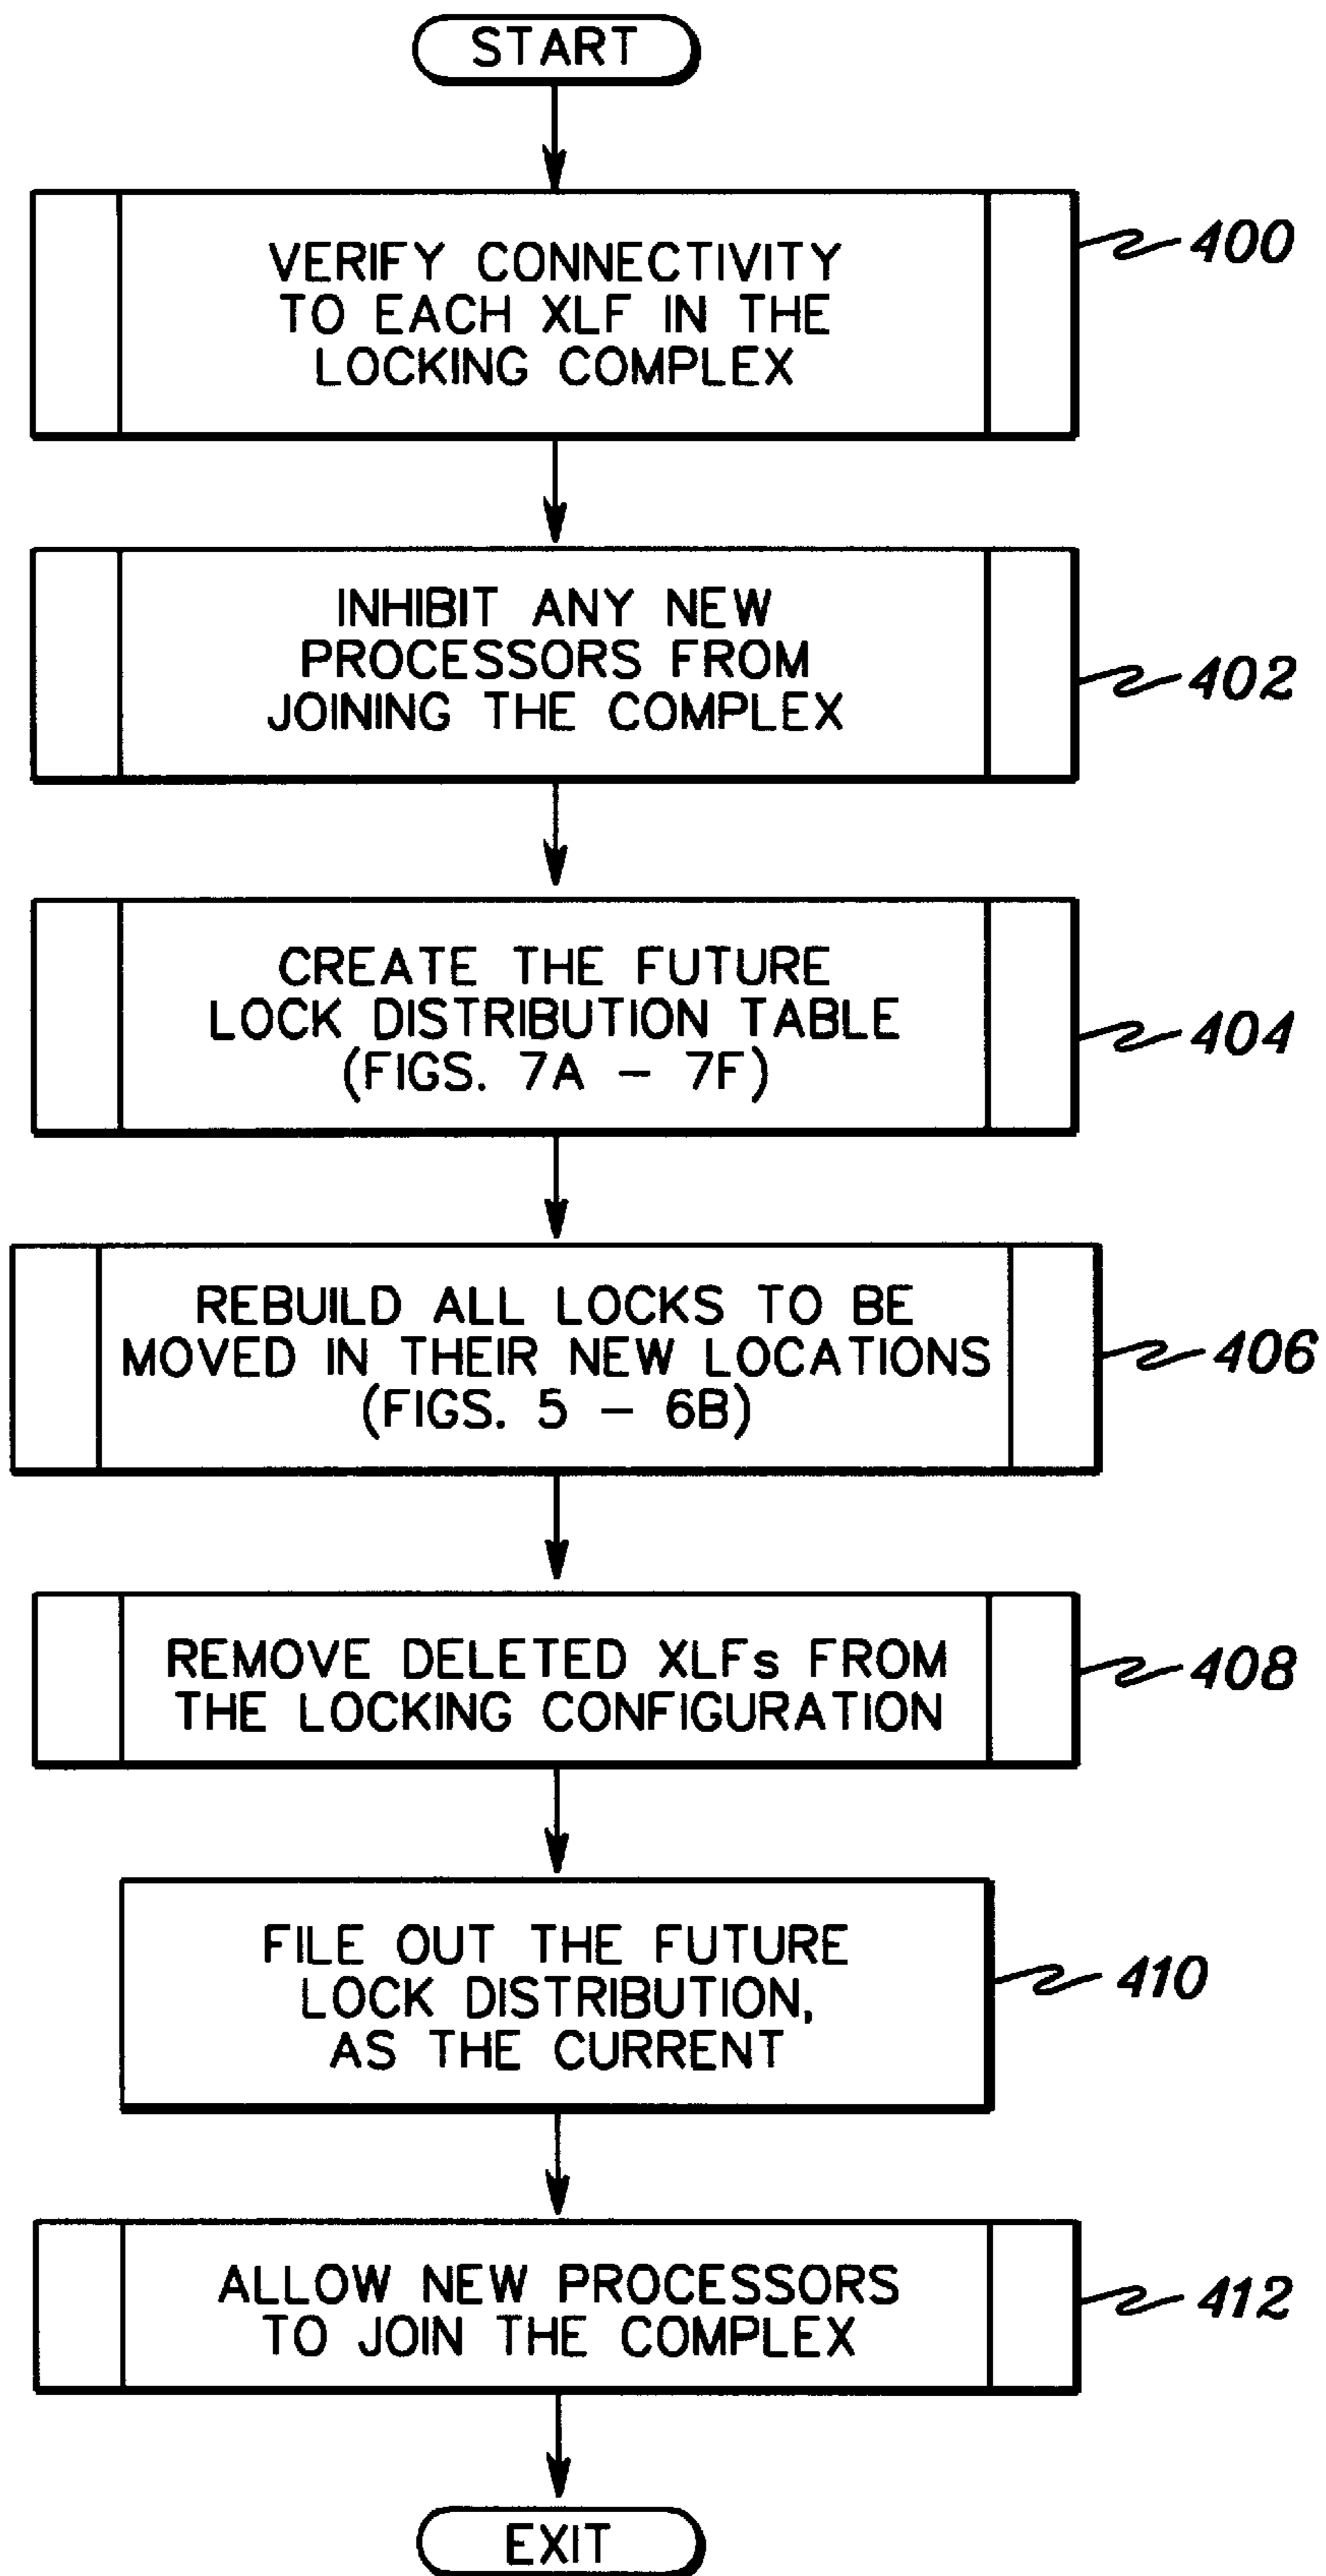 START
VERIFY CONNECTIVITY
TO EACH XLF IN THE
LOCKING COMPLEX
400
INHIBIT ANY NEW
PROCESSORS FROM
JOINING THE COMPLEX
402
CREATE THE FUTURE
LOCK DISTRIBUTION TABLE
(FIGS. 7A – 7F)
404
REBUILD ALL LOCKS TO BE
MOVED IN THEIR NEW LOCATIONS
(FIGS. 5 – 6B)
406
REMOVE DELETED XLFs FROM
THE LOCKING CONFIGURATION
408
FILE OUT THE FUTURE
LOCK DISTRIBUTION,
AS THE CURRENT
410
ALLOW NEW PROCESSORS
TO JOIN THE COMPLEX
412
EXIT